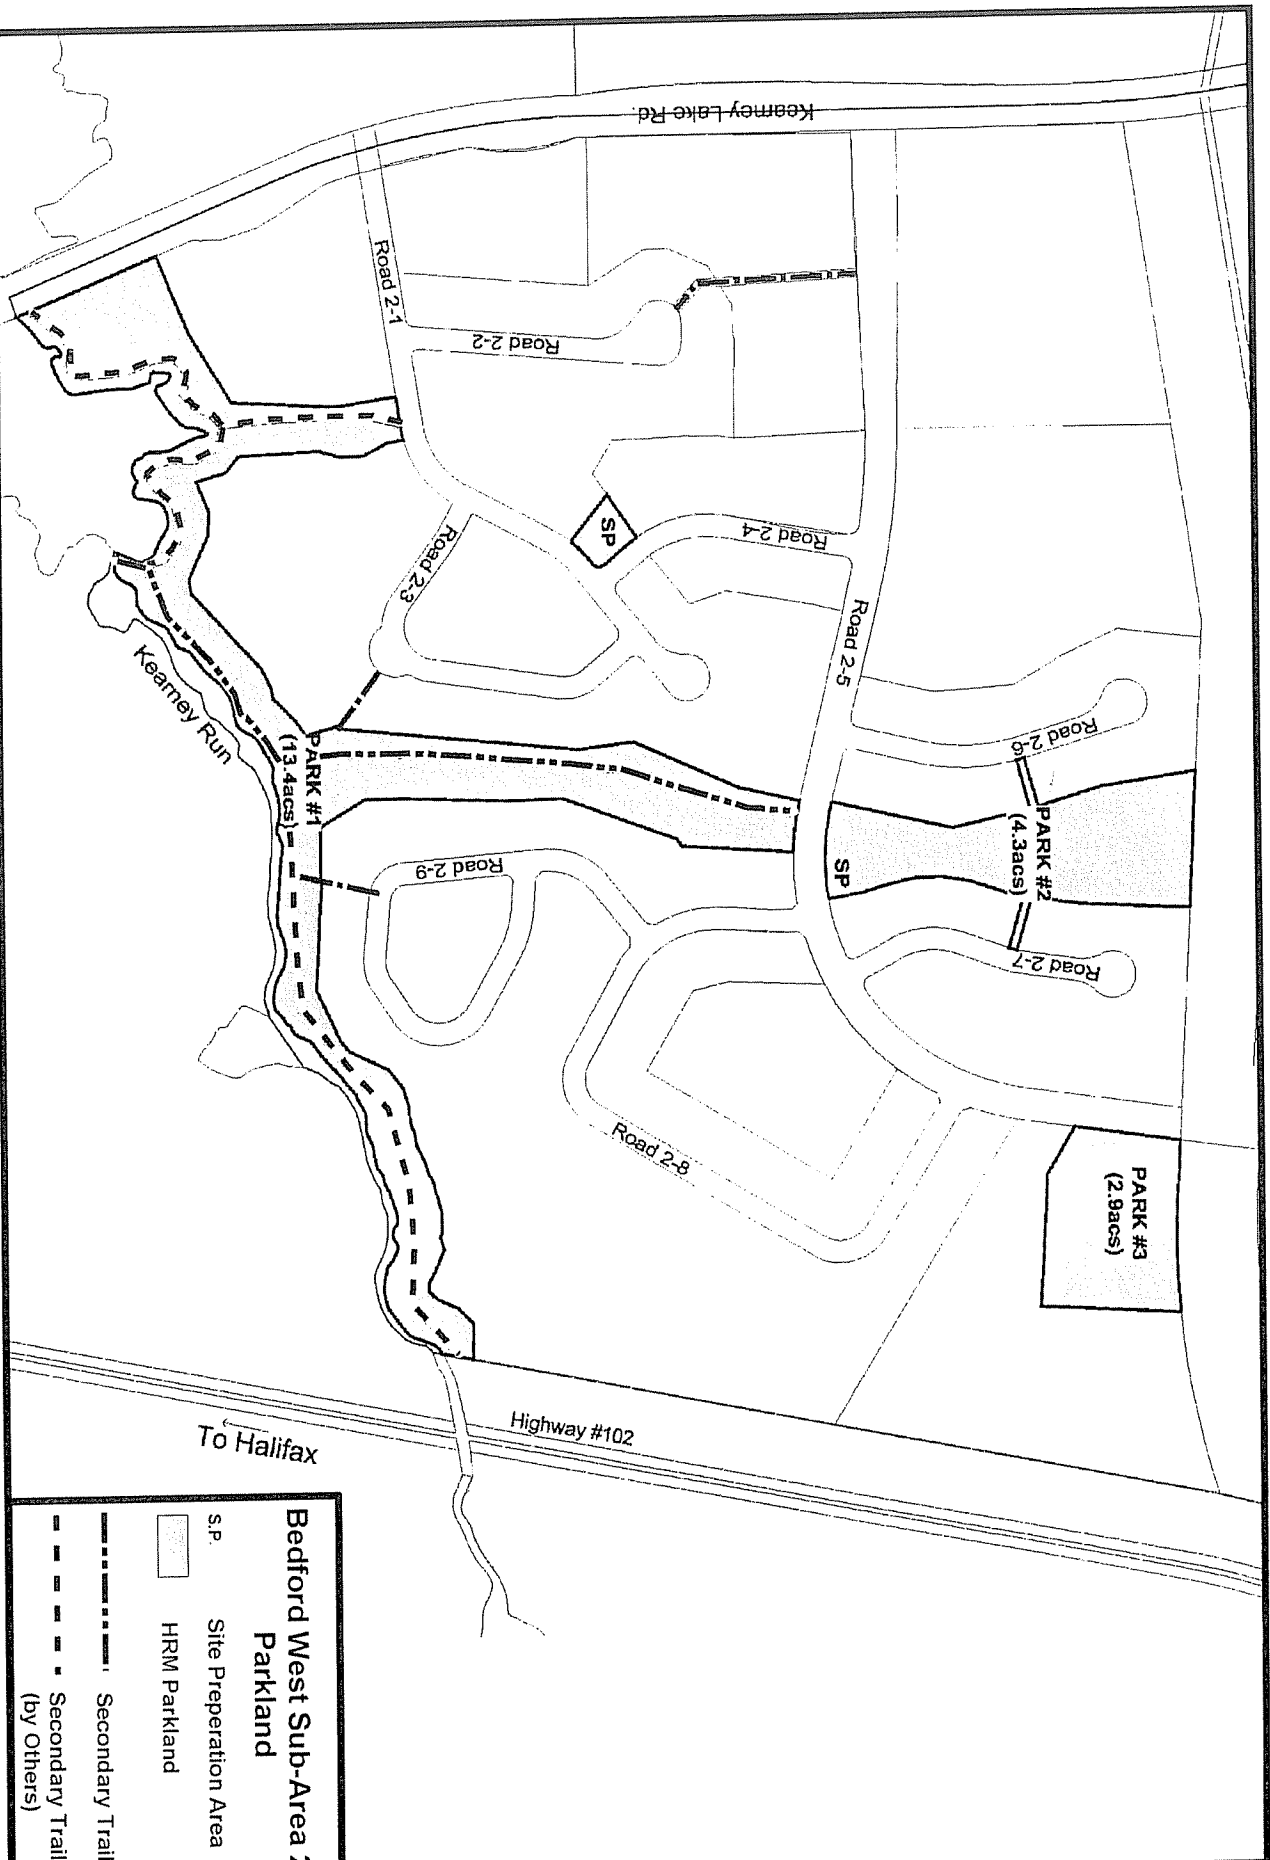 Kearney Lake Rd.
Road 2-1
Road 2-2
Road 2-3
SP
Road 2-4
Road 2-5
Road 2-6
PARK #2
(4.3acs)
SP
Road 2-7
PARK #1
(13.4acs)
Kearney Run
Road 2-9
Road 2-8
PARK #3
(2.9acs)
Highway #102
To Halifax
Bedford West Sub-Area 2
Parkland
S.P. Site Preperation Area
HRM Parkland
Secondary Trail
Secondary Trail
(by Others)